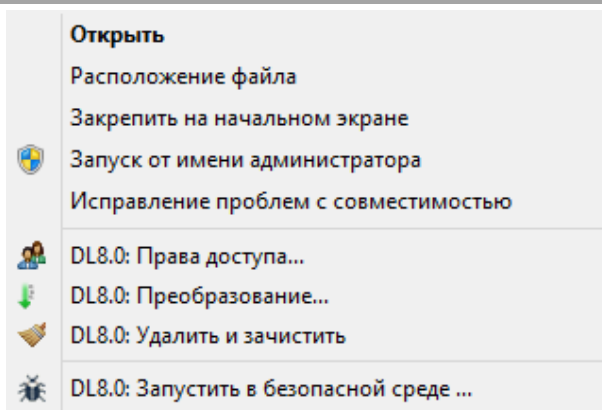 Открыть
Расположение файла
Закрепить на начальном экране
Запуск от имени администратора
Исправление проблем с совместимостью
DL8.0: Права доступа...
DL8.0: Преобразование...
DL8.0: Удалить и зачистить
DL8.0: Запустить в безопасной среде ...